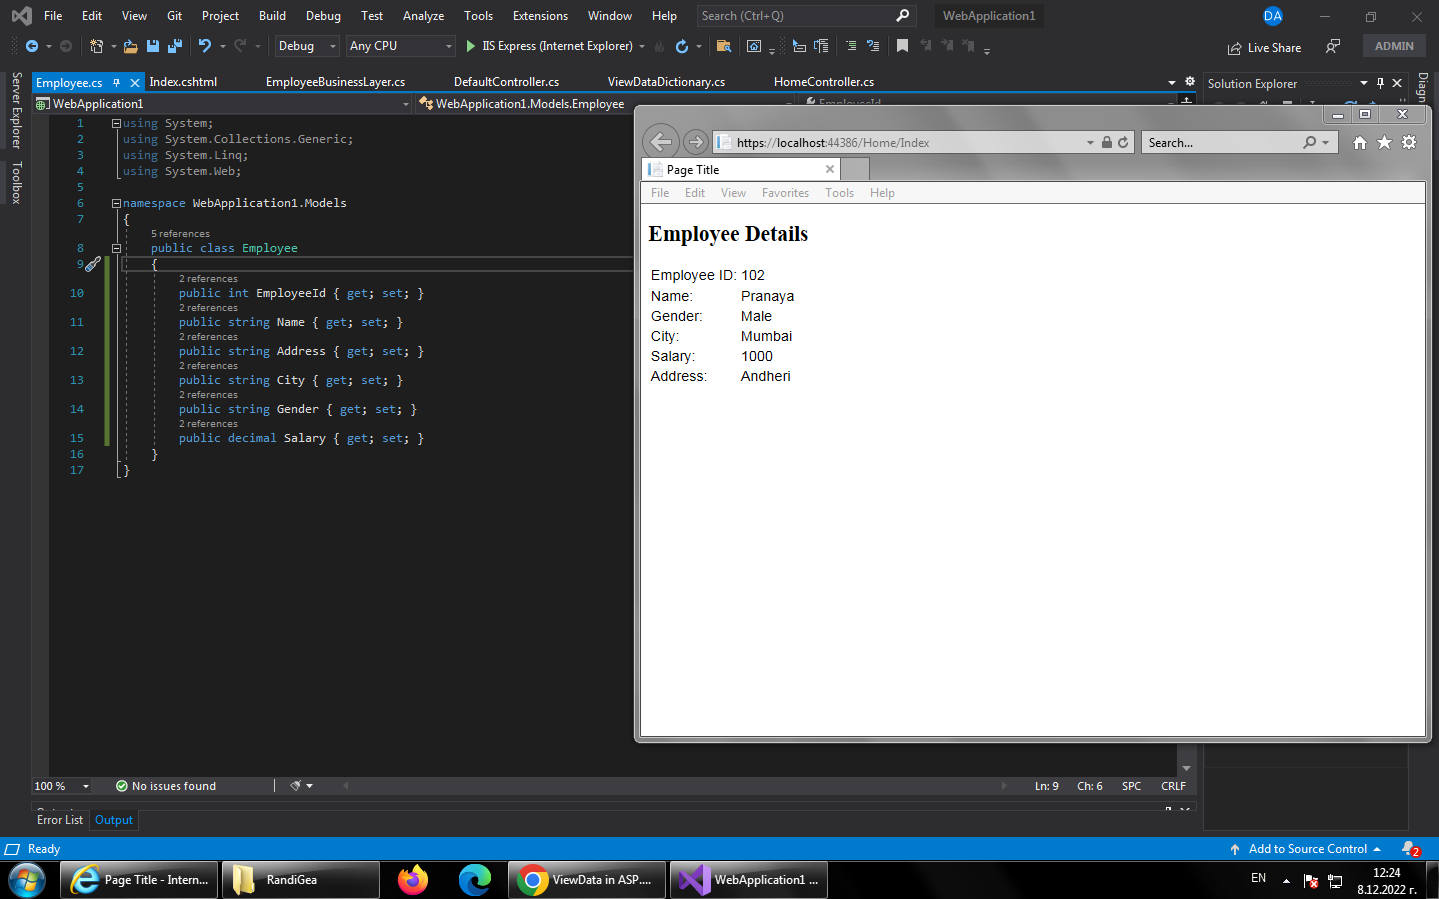 File Edit View Git Project Build Debug Test Analyze Tools Extensions Window Help Search (Ctrl+Q) WebApplication1 DA
Debug Any CPU IIS Express (Internet Explorer) Live Share ADMIN
Employee.cs Index.cshtml EmployeeBusinessLayer.cs DefaultController.cs ViewDataDictionary.cs HomeController.cs
WebApplication1 WebApplication1.Models.Employee EmployeeId
Server Explorer
Toolbox
1 using System;
2 using System.Collections.Generic;
3 using System.Linq;
4 using System.Web;
5
6 namespace WebApplication1.Models
7 {
5 references
8 public class Employee
9 {
2 references
10 public int EmployeeId { get; set; }
2 references
11 public string Name { get; set; }
2 references
12 public string Address { get; set; }
2 references
13 public string City { get; set; }
2 references
14 public string Gender { get; set; }
2 references
15 public decimal Salary { get; set; }
16 }
17 }
Solution Explorer
Diagn
https://localhost:44386/Home/Index Search...
Page Title
File Edit View Favorites Tools Help
Employee Details
Employee ID: 102
Name: Pranaya
Gender: Male
City: Mumbai
Salary: 1000
Address: Andheri
100 % No issues found Ln: 9 Ch: 6 SPC CRLF
Error List Output
Ready Add to Source Control 2
Page Title - Intern... RandiGea ViewData in ASP.... WebApplication1 ... EN 12:24
8.12.2022 г.